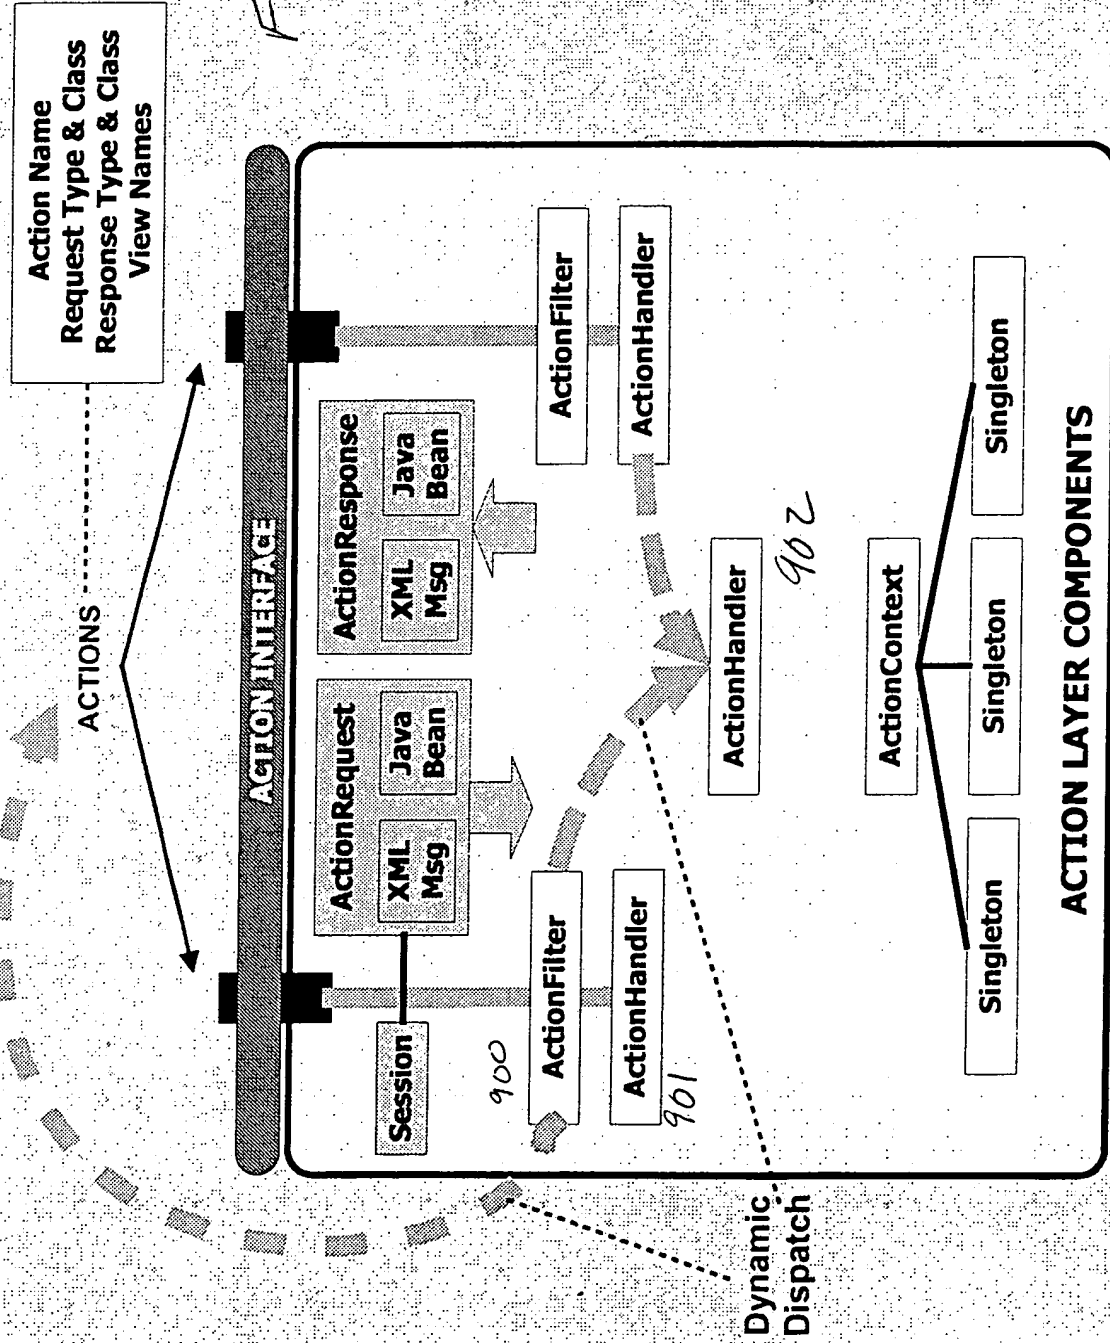 Action Name
Request Type & Class
Response Type & Class
View Names
ACTIONS
ACTION INTERFACE
Session
ActionRequest
XML
Msg
Java
Bean
ActionResponse
XML
Msg
Java
Bean
900
ActionFilter
ActionHandler
901
ActionFilter
ActionHandler
ActionHandler
902
Dynamic
Dispatch
ActionContext
Singleton
Singleton
Singleton
ACTION LAYER COMPONENTS